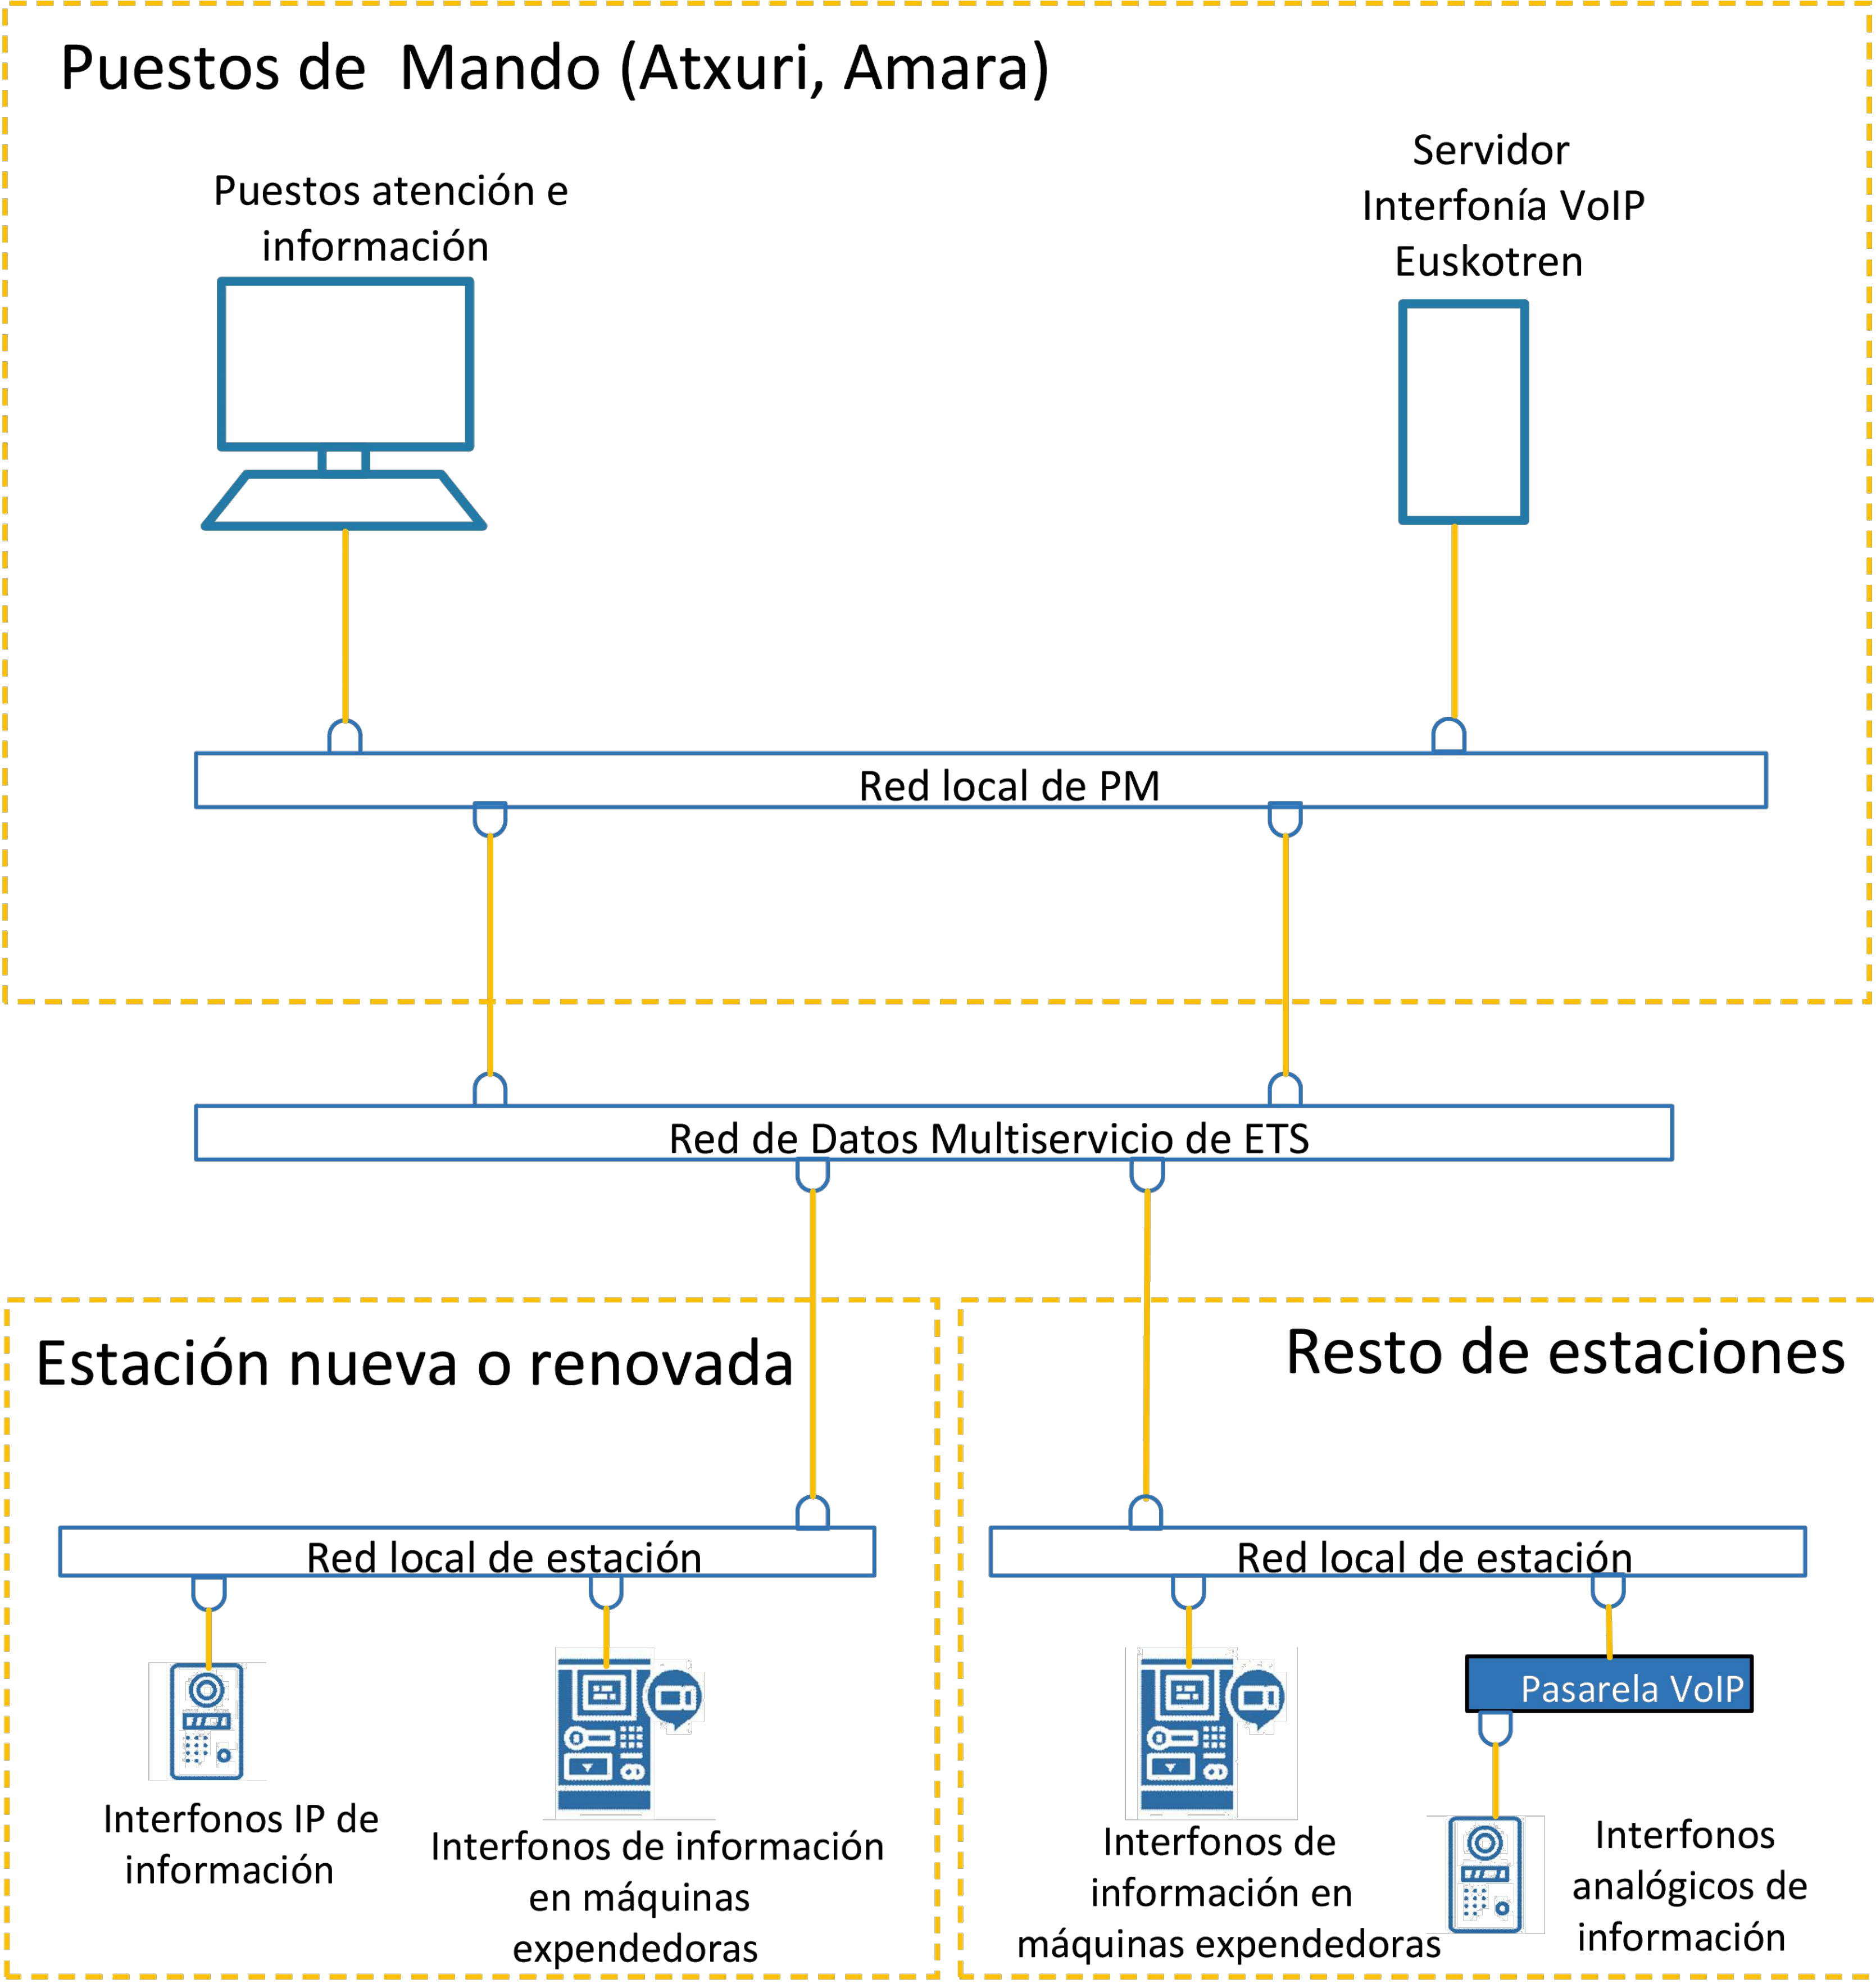 Puestos de Mando (Atxuri, Amara)
Puestos atención e
información
Servidor
Interfonía VoIP
Euskotren
Red local de PM
Red de Datos Multiservicio de ETS
Estación nueva o renovada
Red local de estación
Interfonos IP de
información
Interfonos de información
en máquinas
expendedoras
Resto de estaciones
Red local de estación
Pasarela VoIP
Interfonos de
información en
máquinas expendedoras
Interfonos
analógicos de
información